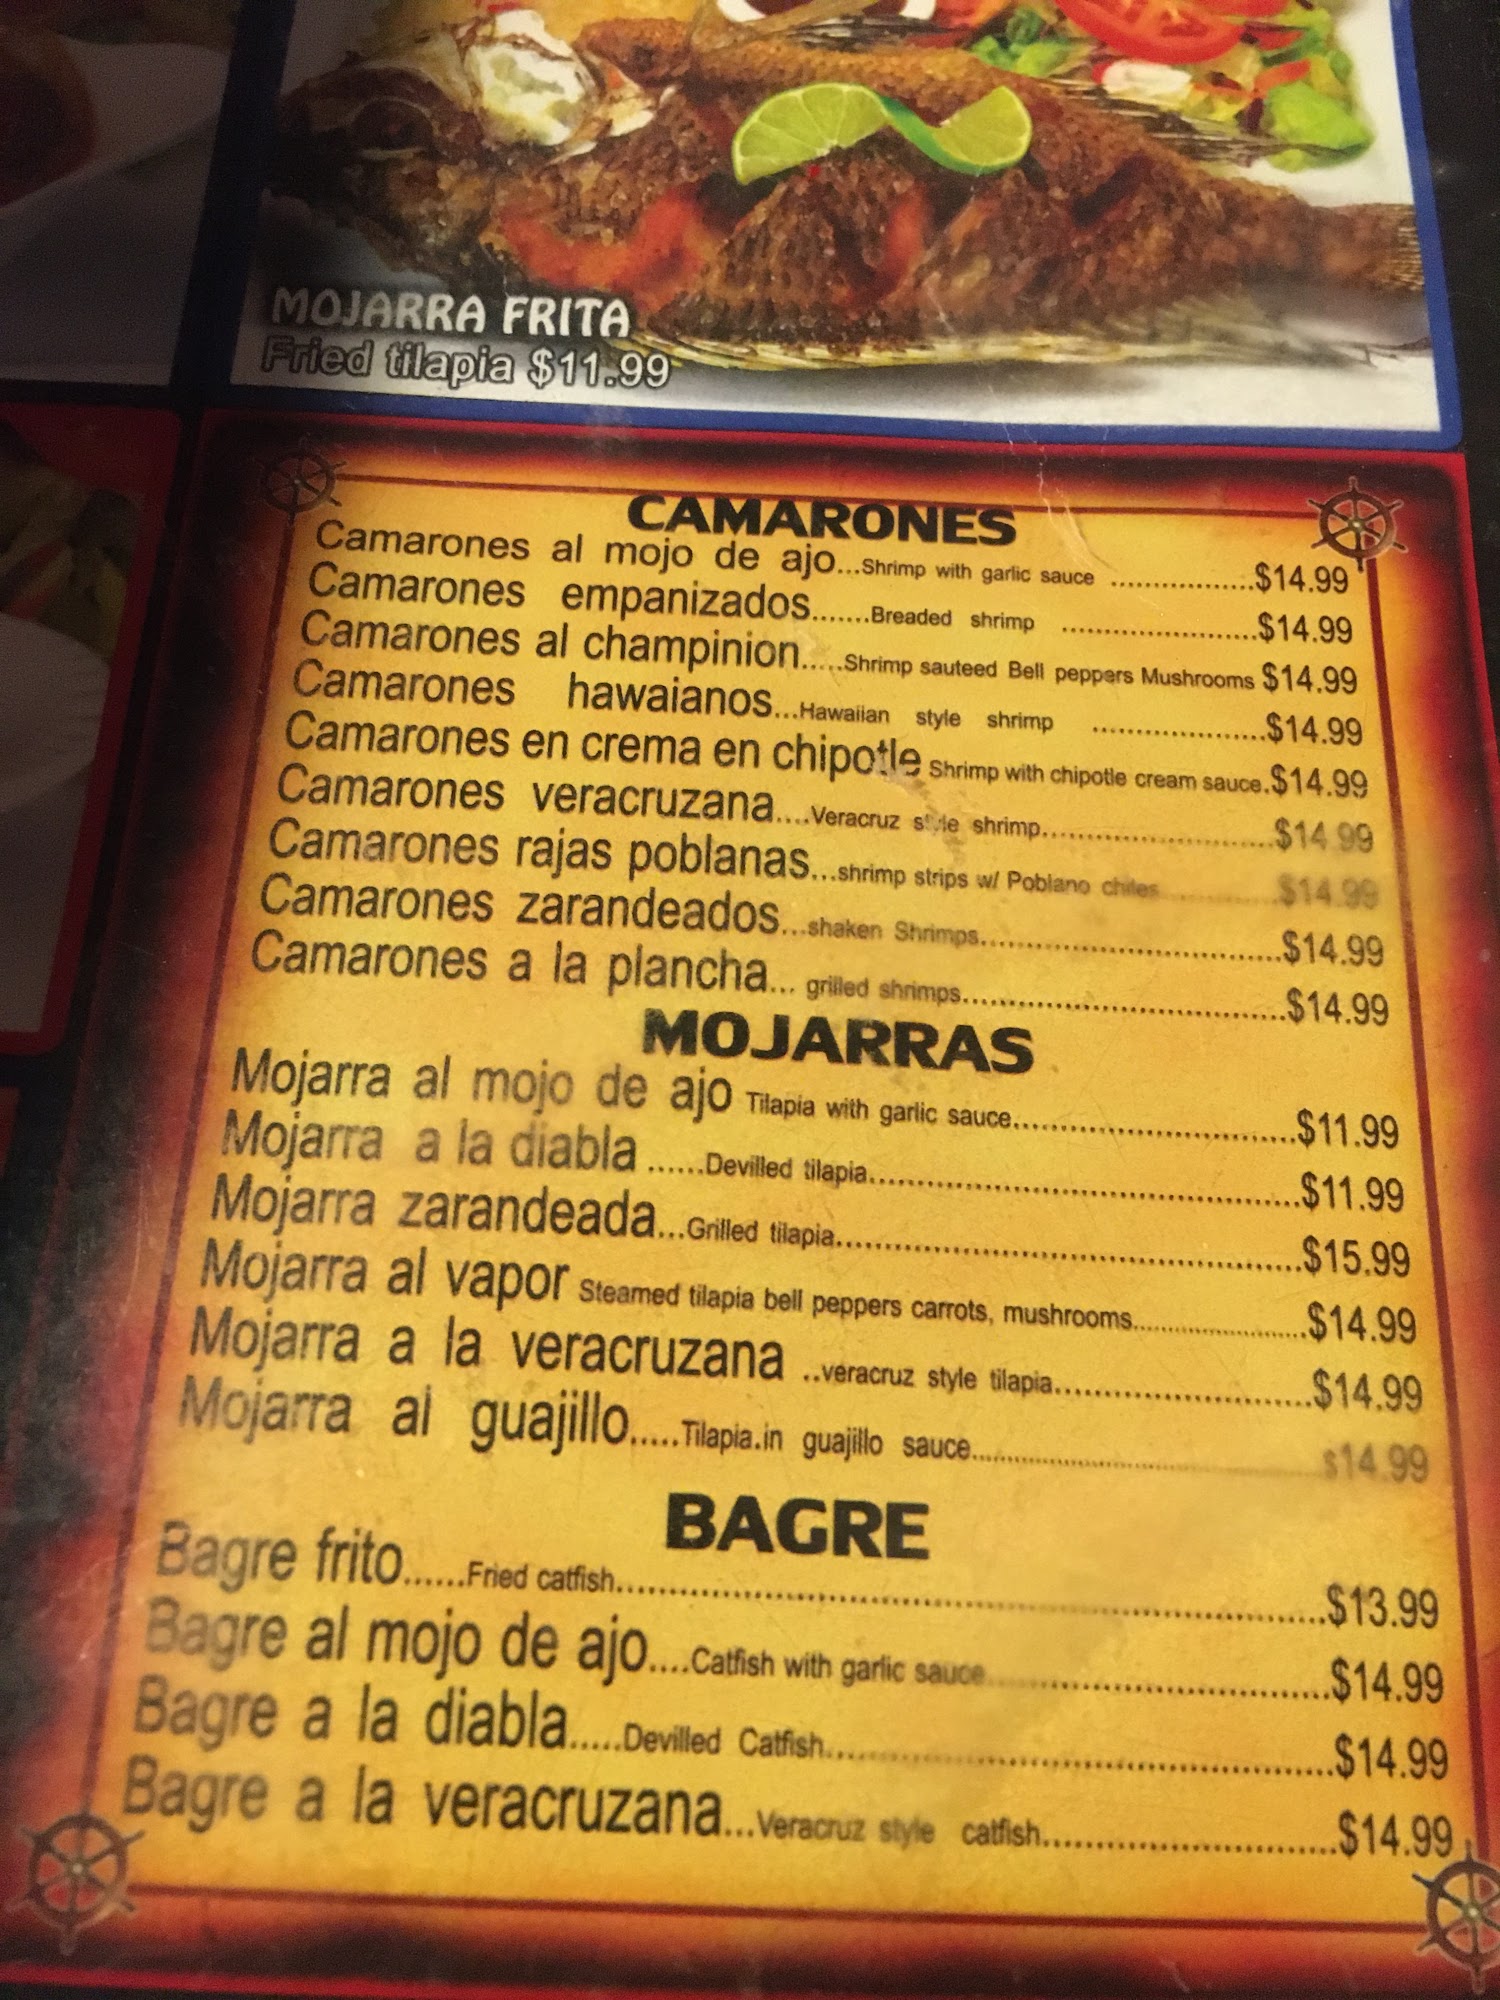 MOJARRA FRITA
Fried tilapia $11.99
CAMARONES
Camarones al mojo de ajo...Shrimp with garlic sauce .................$14.99
Camarones empanizados.......Breaded shrimp .......................$14.99
Camarones al champinion.....Shrimp sauteed Bell peppers Mushrooms $14.99
Camarones hawaianos...Hawaiian style shrimp .....................$14.99
Camarones en crema en chipotle Shrimp with chipotle cream sauce.$14.99
Camarones veracruzana....Veracruz style shrimp............................$14.99
Camarones rajas poblanas...shrimp strips w/ Poblano chiles..............$14.99
Camarones zarandeados...shaken Shrimps....................................$14.99
Camarones a la plancha... grilled shrimps.......................................$14.99
MOJARRAS
Mojarra al mojo de ajo Tilapia with garlic sauce..................................$11.99
Mojarra a la diabla ......Devilled tilapia....................................................$11.99
Mojarra zarandeada...Grilled tilapia........................................................$15.99
Mojarra al vapor Steamed tilapia bell peppers carrots, mushrooms..........................$14.99
Mojarra a la veracruzana ..veracruz style tilapia..............................$14.99
Mojarra al guajillo.....Tilapia.in guajillo sauce........................................$14.99
BAGRE
Bagre frito......Fried catfish..................................................................................$13.99
Bagre al mojo de ajo....Catfish with garlic sauce.......................................$14.99
Bagre a la diabla.....Devilled Catfish..........................................................$14.99
Bagre a la veracruzana...Veracruz style catfish.................................$14.99